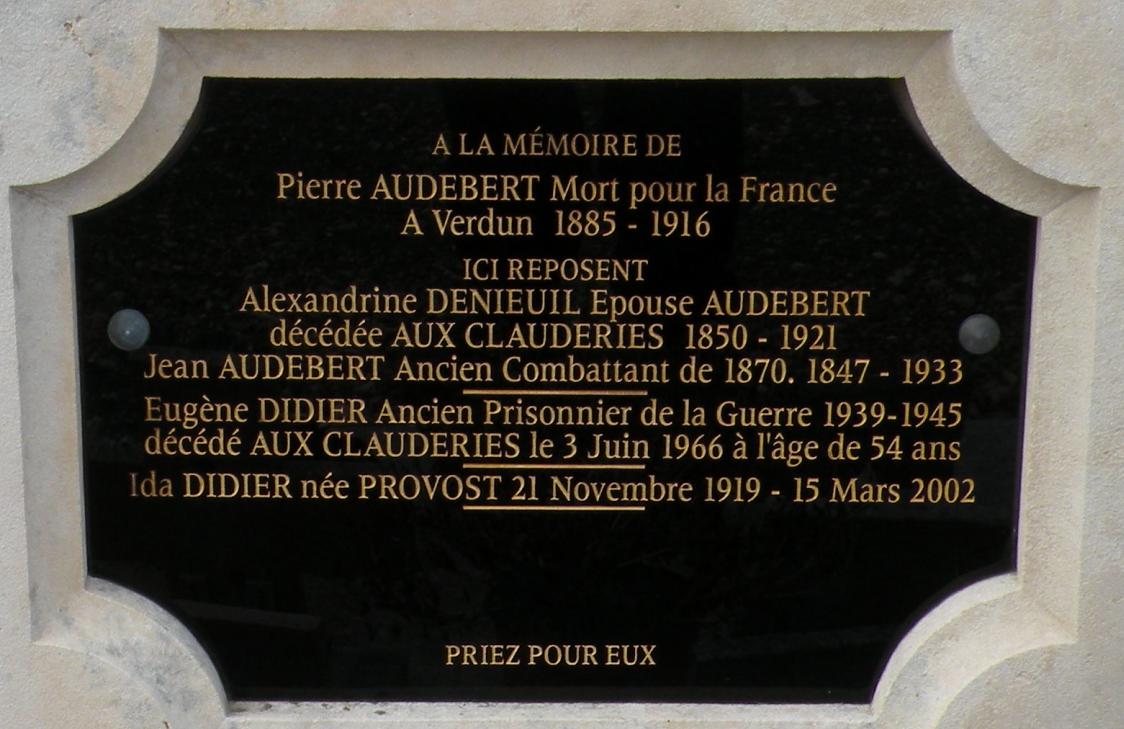 A LA MÉMOIRE DE
Pierre AUDEBERT Mort pour la France
A Verdun 1885 - 1916
ICI REPOSENT
Alexandrine DENIEUIL Epouse AUDEBERT
décédée AUX CLAUDERIES 1850 - 1921
Jean AUDEBERT Ancien Combattant de 1870. 1847 - 1933
Eugène DIDIER Ancien Prisonnier de la Guerre 1939-1945
décédé AUX CLAUDERIES le 3 Juin 1966 à l'âge de 54 ans
Ida DIDIER née PROVOST 21 Novembre 1919 - 15 Mars 2002
PRIEZ POUR EUX